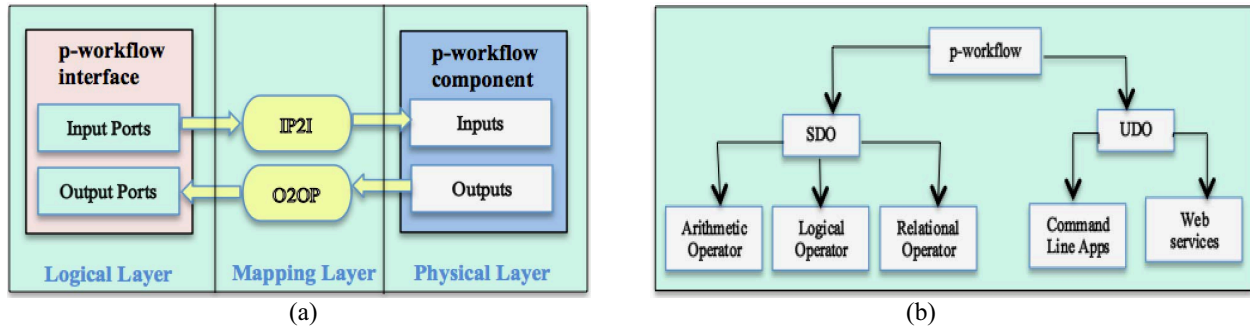 p-workflow
interface
Input Ports
Output Ports
Logical Layer
IP2I
O2OP
Mapping Layer
p-workflow
component
Inputs
Outputs
Physical Layer
(a)
p-workflow
SDO
UDO
Arithmetic
Operator
Logical
Operator
Relational
Operator
Command
Line Apps
Web
services
(b)